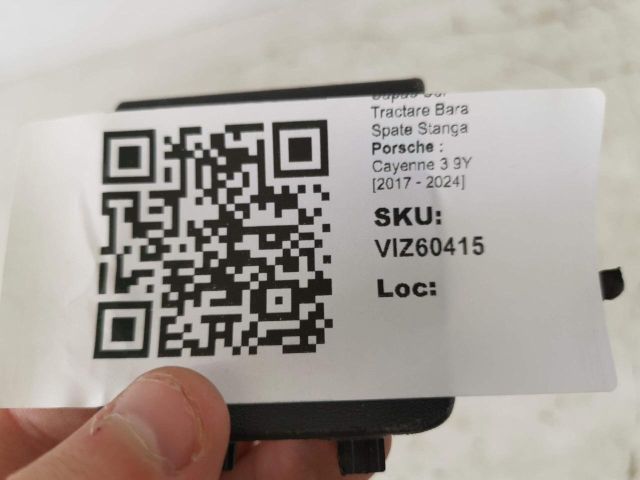 Tractare Bara
Spate Stanga
Porsche :
Cayenne 3 9Y
[2017 - 2024]
SKU:
VIZ60415
Loc: